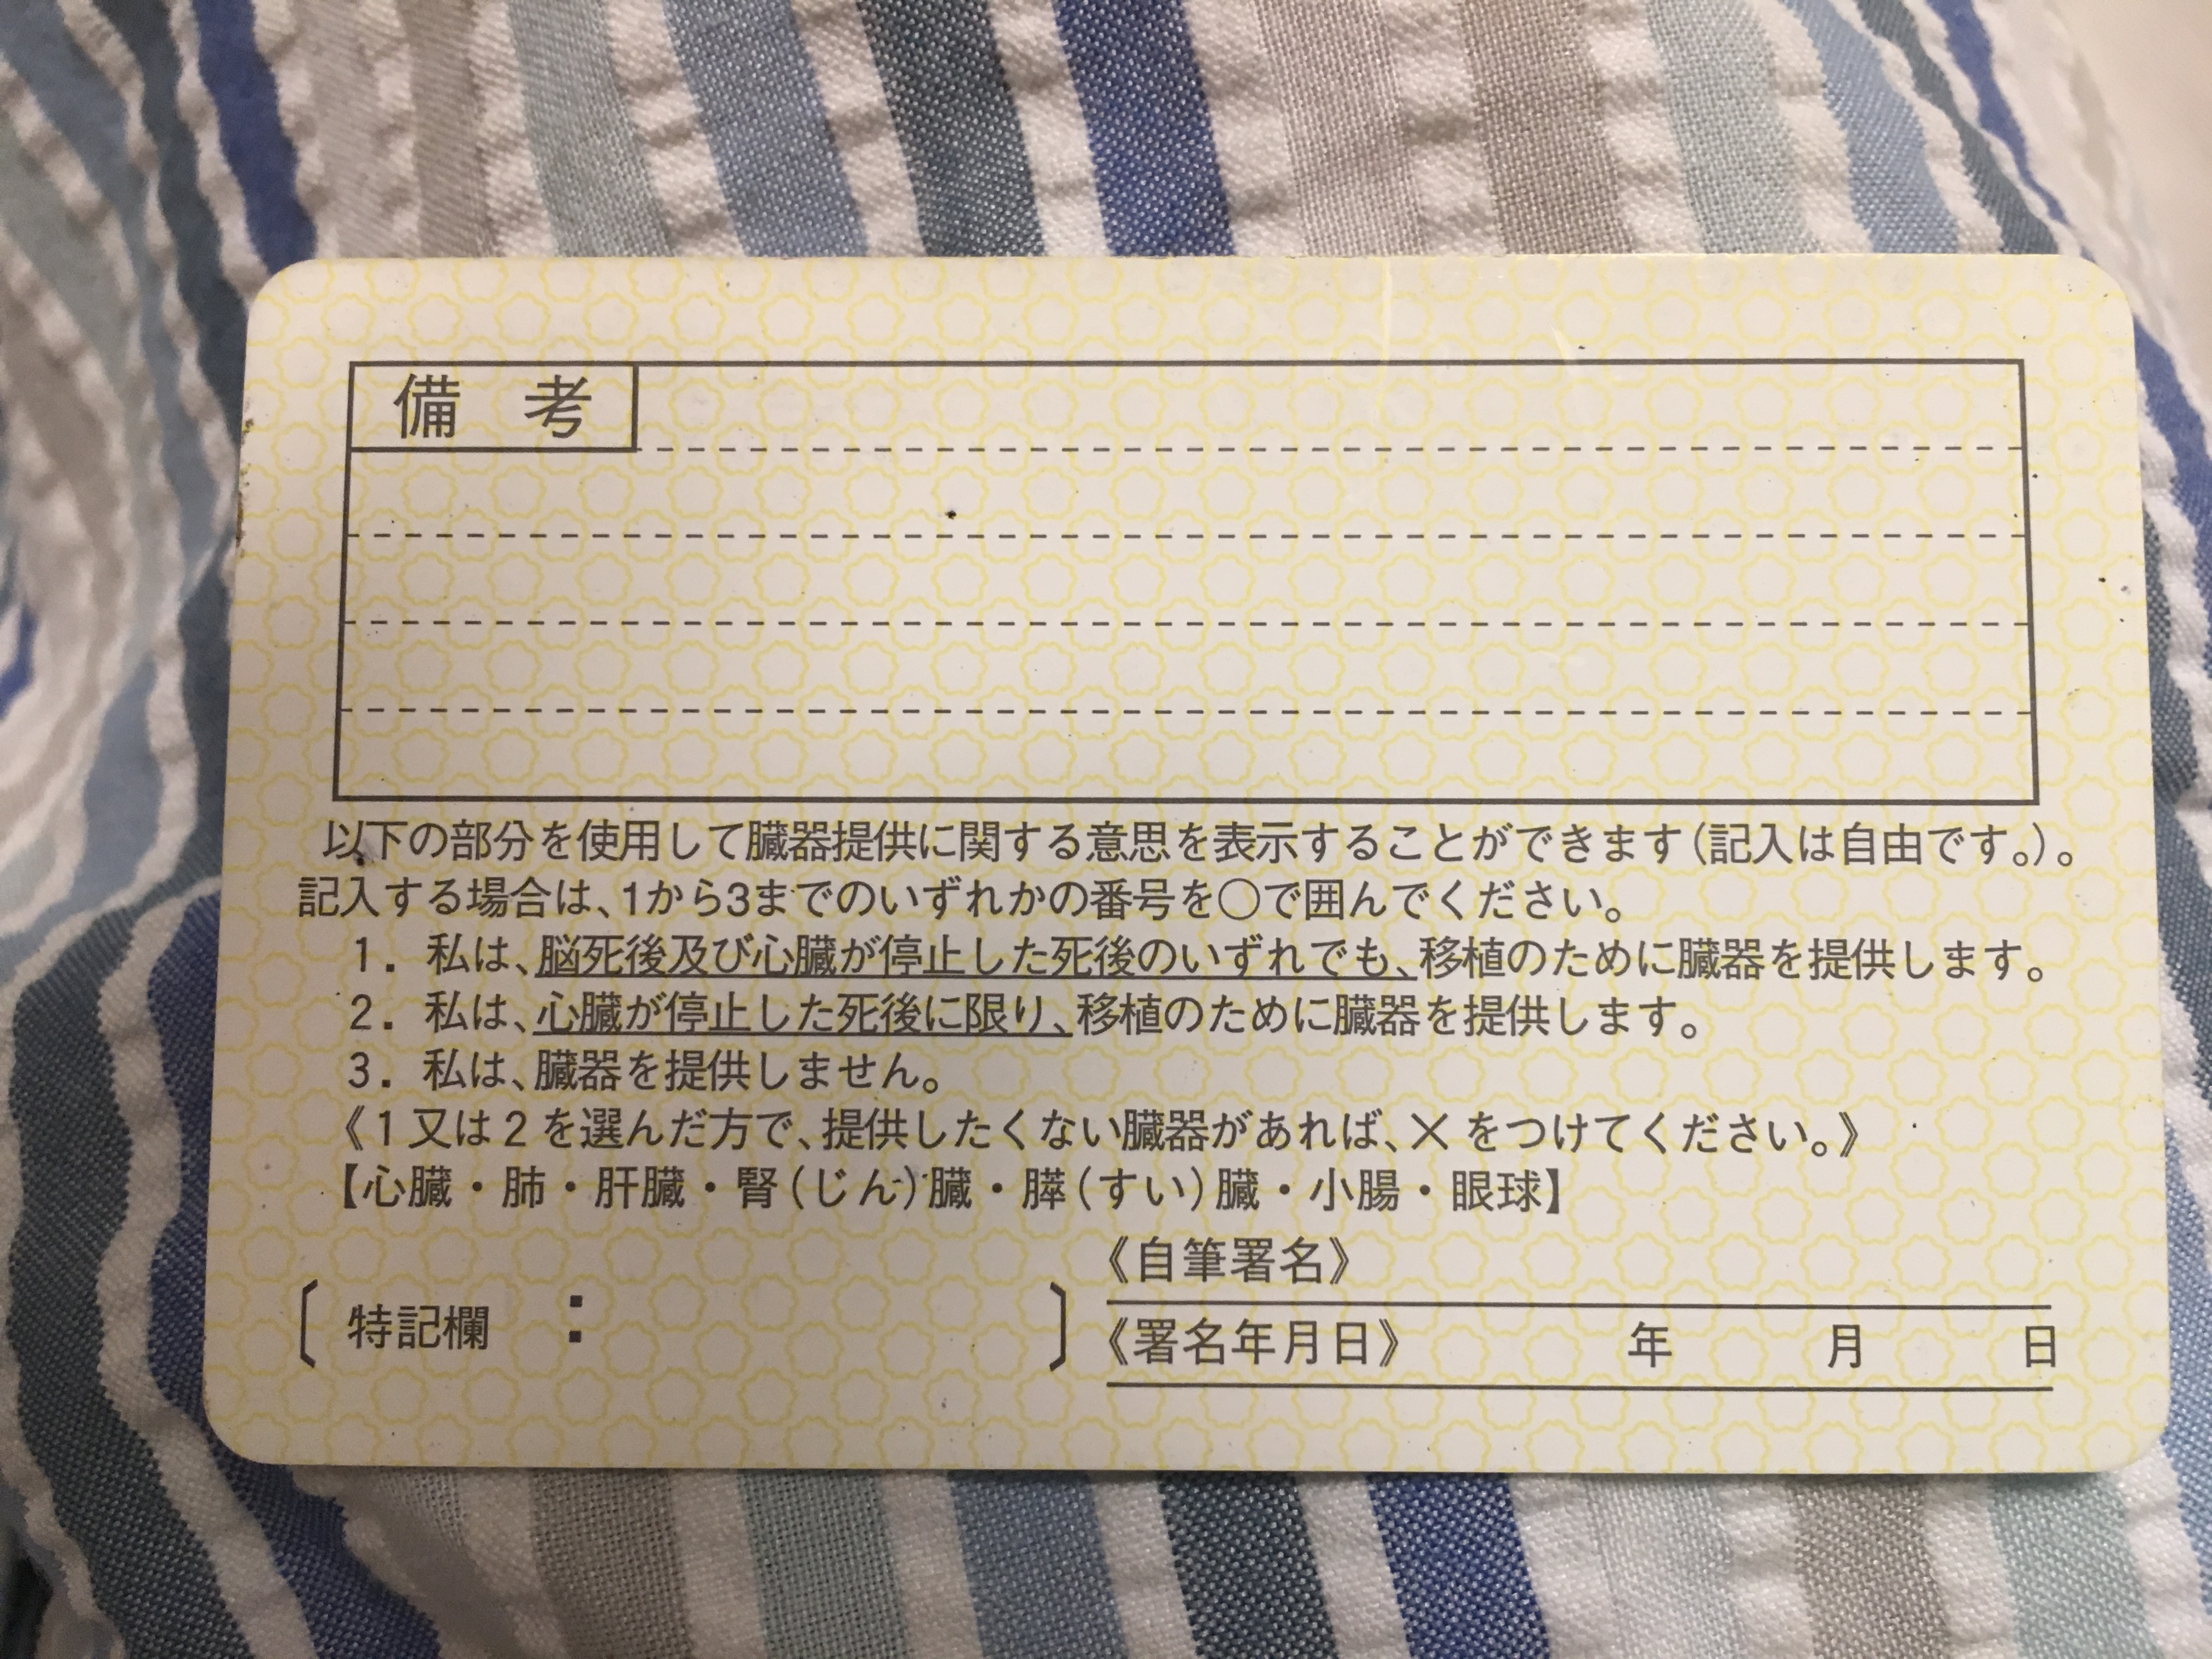 備考
以下の部分を使用して臓器提供に関する意思を表示することができます(記入は自由です。)。
記入する場合は、1から3までのいずれかの番号を○で囲んでください。
1. 私は、脳死後及び心臓が停止した死後のいずれでも、移植のために臓器を提供します。
2. 私は、心臓が停止した死後に限り、移植のために臓器を提供します。
3. 私は、臓器を提供しません。
《1又は2を選んだ方で、提供したくない臓器があれば、×をつけてください。》
【心臓・肺・肝臓・腎(じん)臓・膵(すい)臓・小腸・眼球】
〔特記欄: 〕
《自筆署名》
《署名年月日》 年 月 日